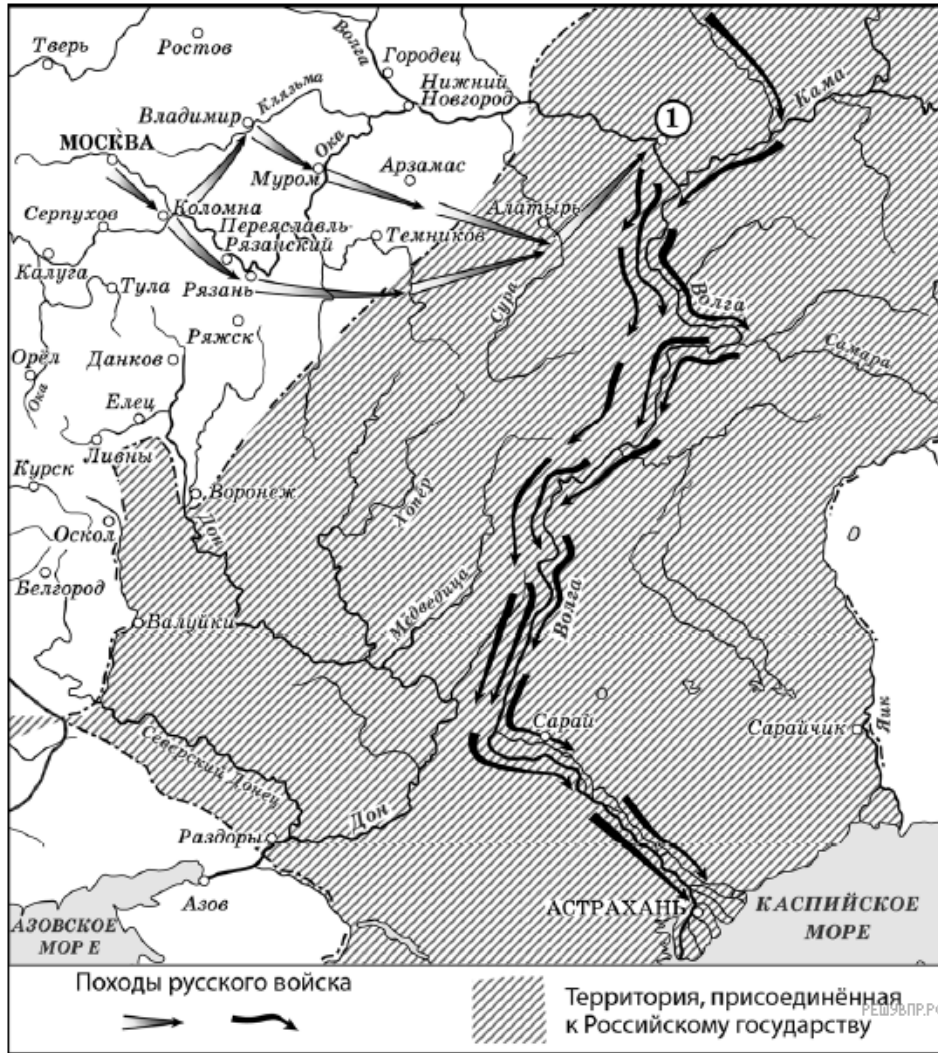 Тверь
Ростов
Волга
Городец
Нижний
Новгород
Кама
Владимир
Клязьма
МОСКВА
Ока
Муром
Арзамас
1
Серпухов
Коломна
Переяславль-
Рязанский
Алатырь
Темников
Калуга
Тула
Рязань
Сура
Волга
Ряжск
Самара
Орёл
Ока
Данков
Елец
Ливны
Курск
Воронеж
Хопёр
Оскол
Дон
Белгород
Медведица
Волга
Валуйки
Сарай
Сарайчик
Яик
Северский Донец
Раздоры
Дон
Азов
АСТРАХАНЬ
АЗОВСКОЕ
МОРЕ
КАСПИЙСКОЕ
МОРЕ
Походы русского войска
Территория, присоединённая
к Российскому государству
РЕШУВПР.РФ